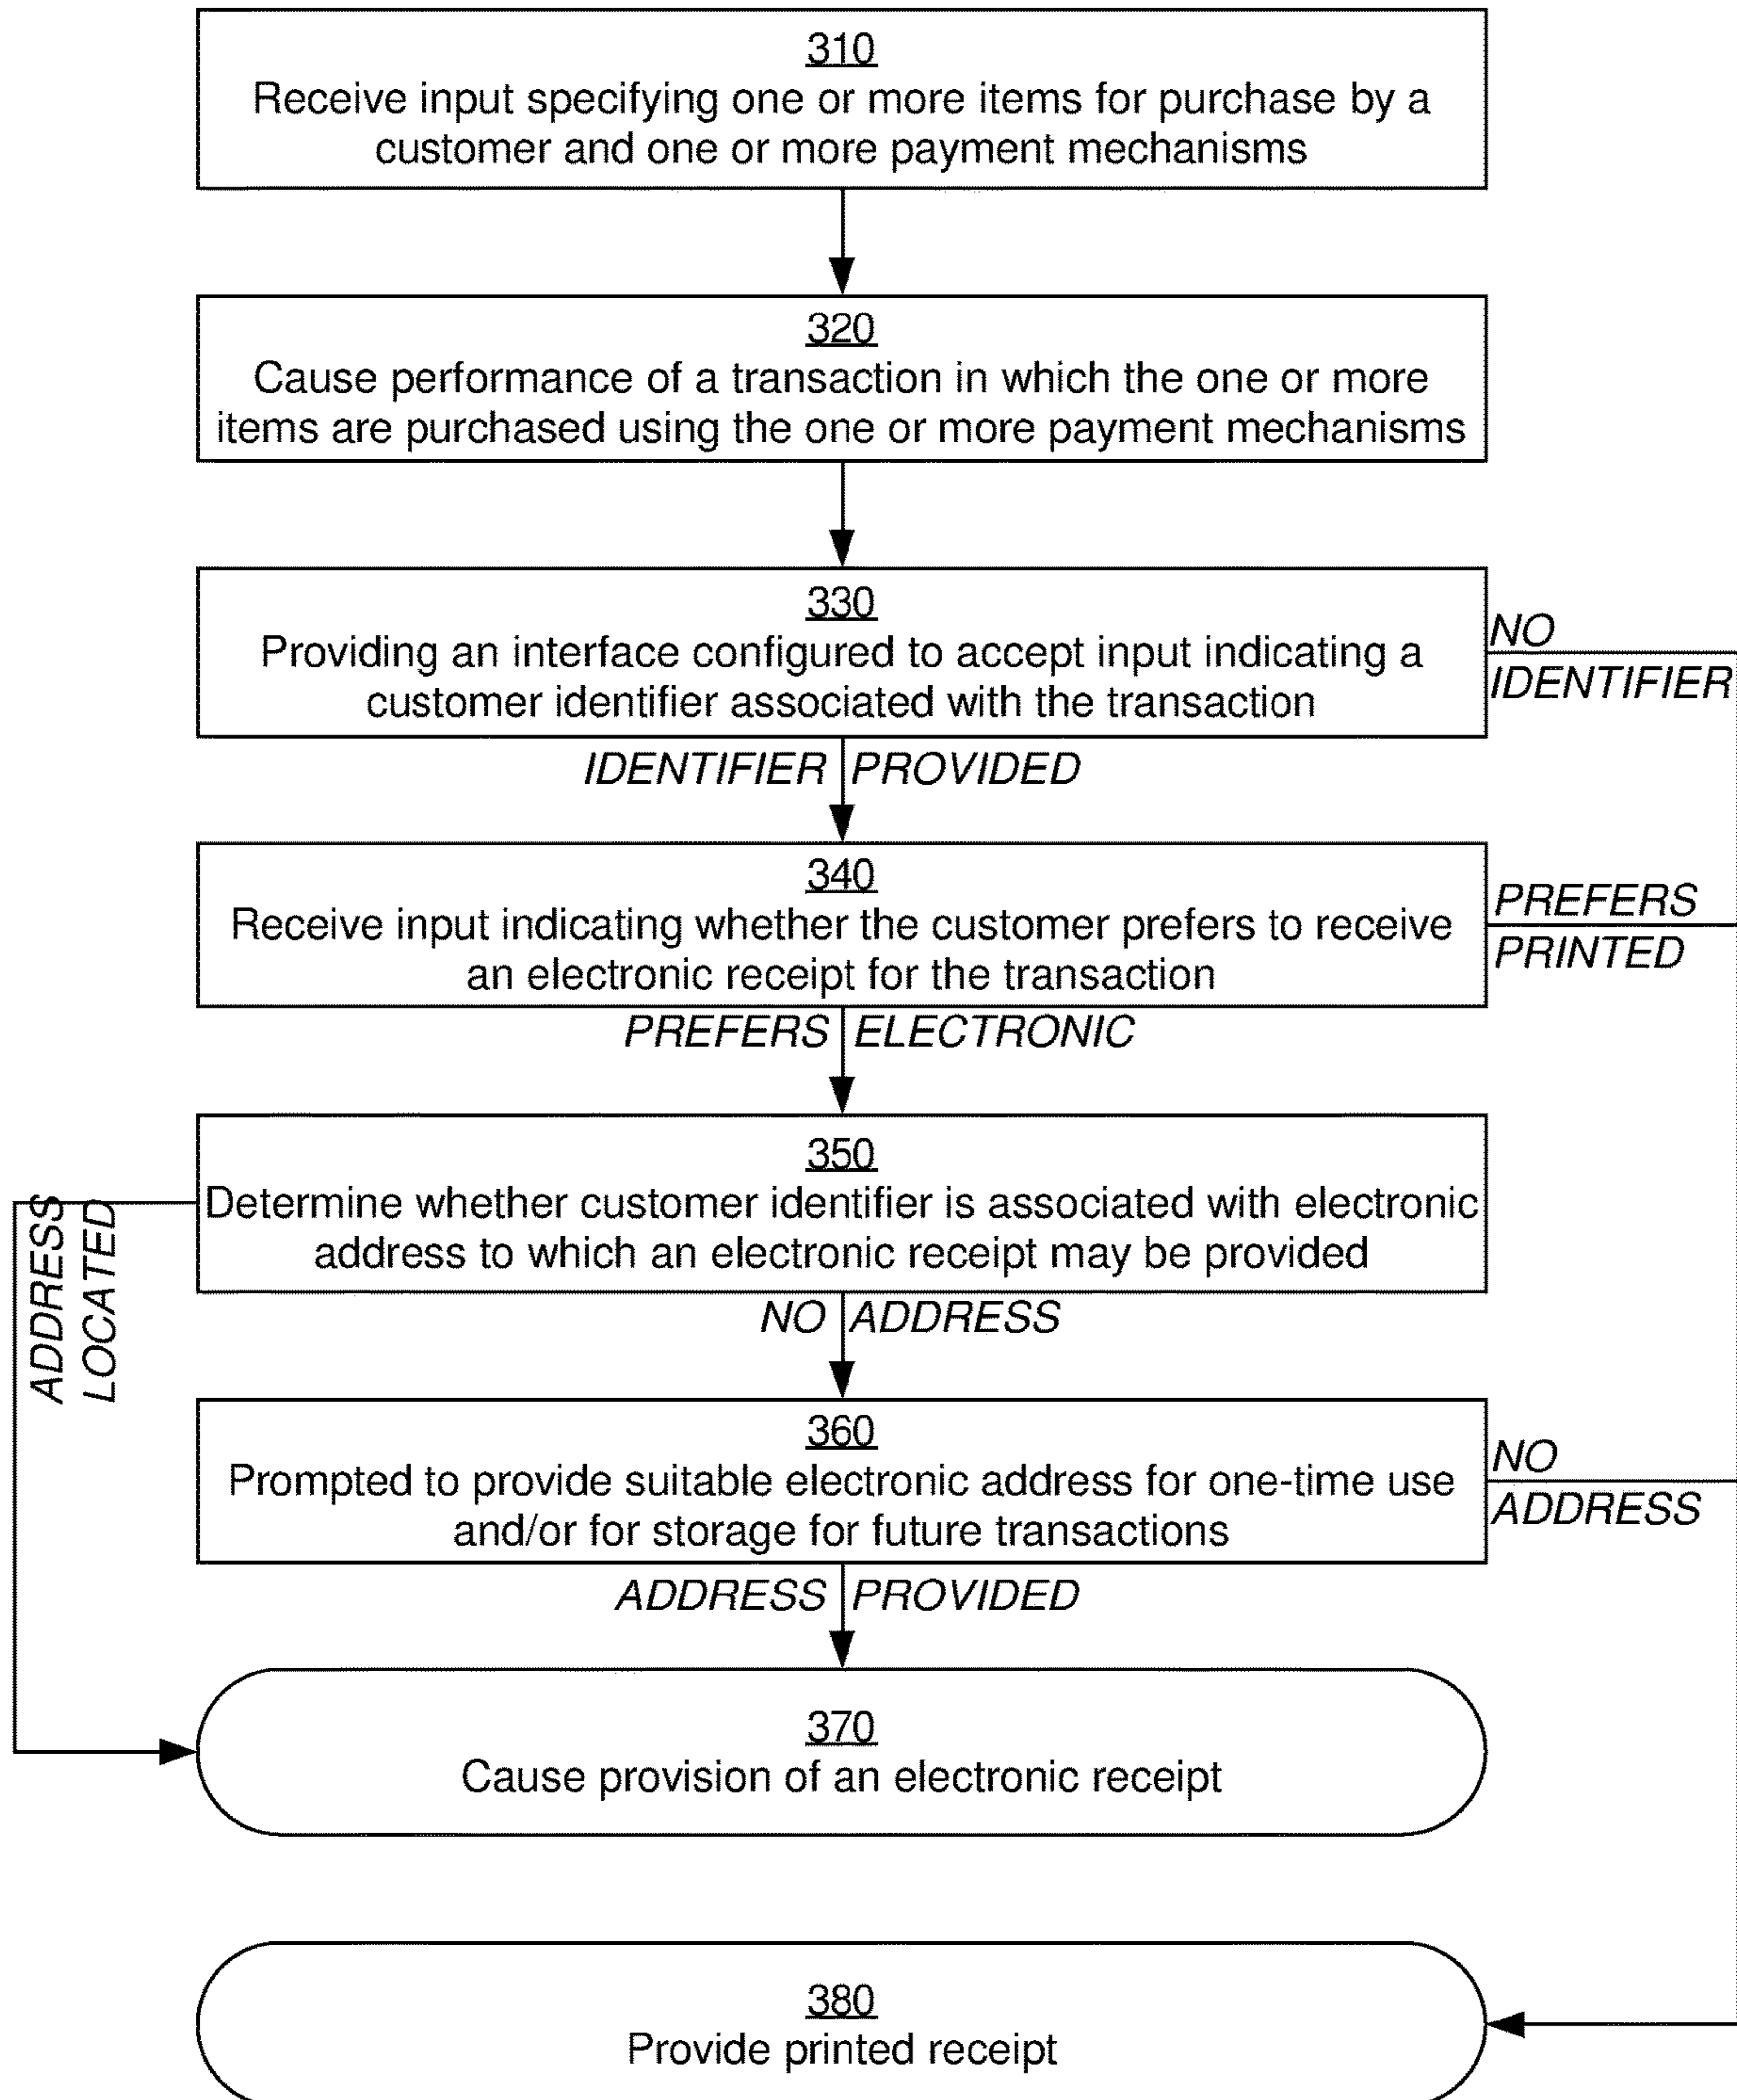 310
Receive input specifying one or more items for purchase by a
customer and one or more payment mechanisms
320
Cause performance of a transaction in which the one or more
items are purchased using the one or more payment mechanisms
330
Providing an interface configured to accept input indicating a
customer identifier associated with the transaction
NO
IDENTIFIER
IDENTIFIER PROVIDED
340
Receive input indicating whether the customer prefers to receive
an electronic receipt for the transaction
PREFERS
PRINTED
PREFERS ELECTRONIC
350
Determine whether customer identifier is associated with electronic
address to which an electronic receipt may be provided
ADDRESS
LOCATED
NO ADDRESS
360
Prompted to provide suitable electronic address for one-time use
and/or for storage for future transactions
NO
ADDRESS
ADDRESS PROVIDED
370
Cause provision of an electronic receipt
380
Provide printed receipt